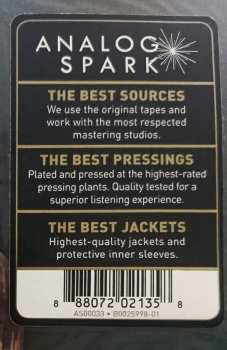 ANALOG
SPARK
THE BEST SOURCES
We use the original tapes and
work with the most respected
mastering studios.
THE BEST PRESSINGS
Plated and pressed at the highest-rated
pressing plants. Quality tested for a
superior listening experience.
THE BEST JACKETS
Highest-quality jackets and
protective inner sleeves.
8 88072 02135 8
AS00033 • B0025998-01